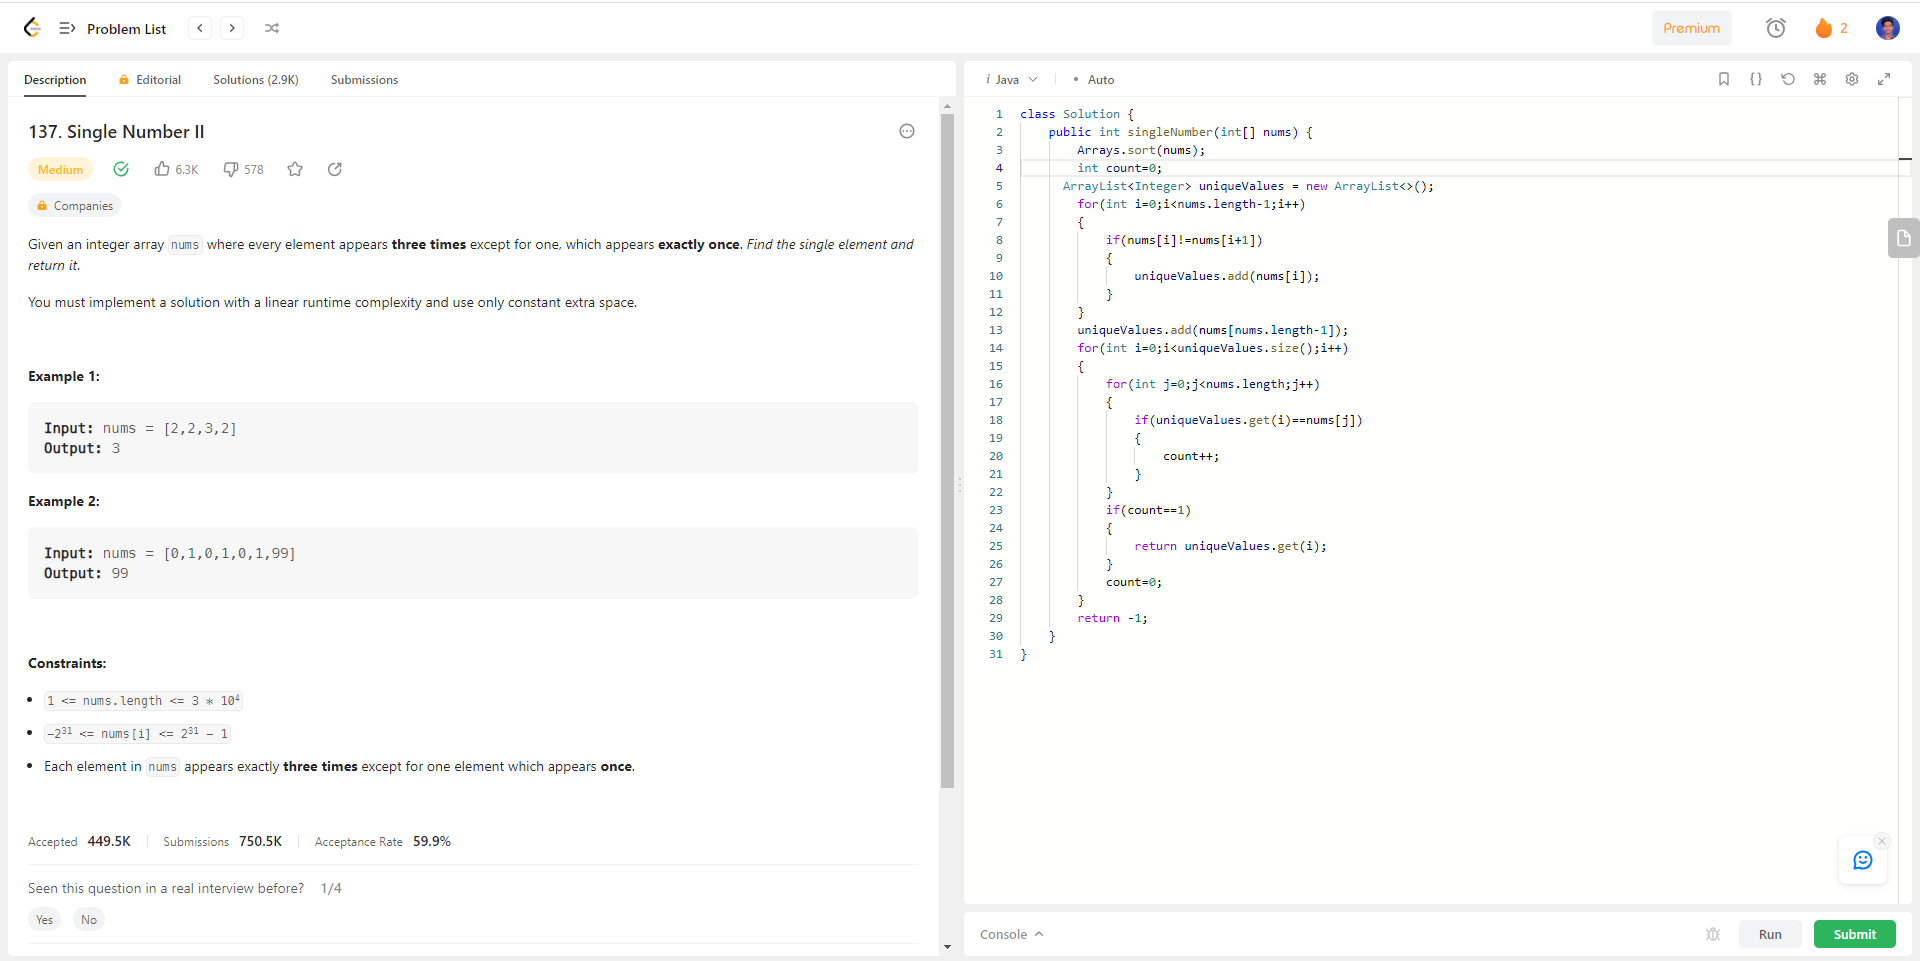 Problem List
Premium
2
Description Editorial Solutions (2.9K) Submissions
137. Single Number II
Medium 6.3K 578
Companies
Given an integer array nums where every element appears three times except for one, which appears exactly once. Find the single element and
return it.
You must implement a solution with a linear runtime complexity and use only constant extra space.
Example 1:
Input: nums = [2,2,3,2]
Output: 3
Example 2:
Input: nums = [0,1,0,1,0,1,99]
Output: 99
Constraints:
• 1 <= nums.length <= 3 * 10⁴
• -2³¹ <= nums[i] <= 2³¹ - 1
• Each element in nums appears exactly three times except for one element which appears once.
Accepted 449.5K Submissions 750.5K Acceptance Rate 59.9%
Seen this question in a real interview before? 1/4
Yes No
i Java • Auto
1 class Solution {
2 public int singleNumber(int[] nums) {
3 Arrays.sort(nums);
4 int count=0;
5 ArrayList<Integer> uniqueValues = new ArrayList<>();
6 for(int i=0;i<nums.length-1;i++)
7 {
8 if(nums[i]!=nums[i+1])
9 {
10 uniqueValues.add(nums[i]);
11 }
12 }
13 uniqueValues.add(nums[nums.length-1]);
14 for(int i=0;i<uniqueValues.size();i++)
15 {
16 for(int j=0;j<nums.length;j++)
17 {
18 if(uniqueValues.get(i)==nums[j])
19 {
20 count++;
21 }
22 }
23 if(count==1)
24 {
25 return uniqueValues.get(i);
26 }
27 count=0;
28 }
29 return -1;
30 }
31 }
Console
Run
Submit